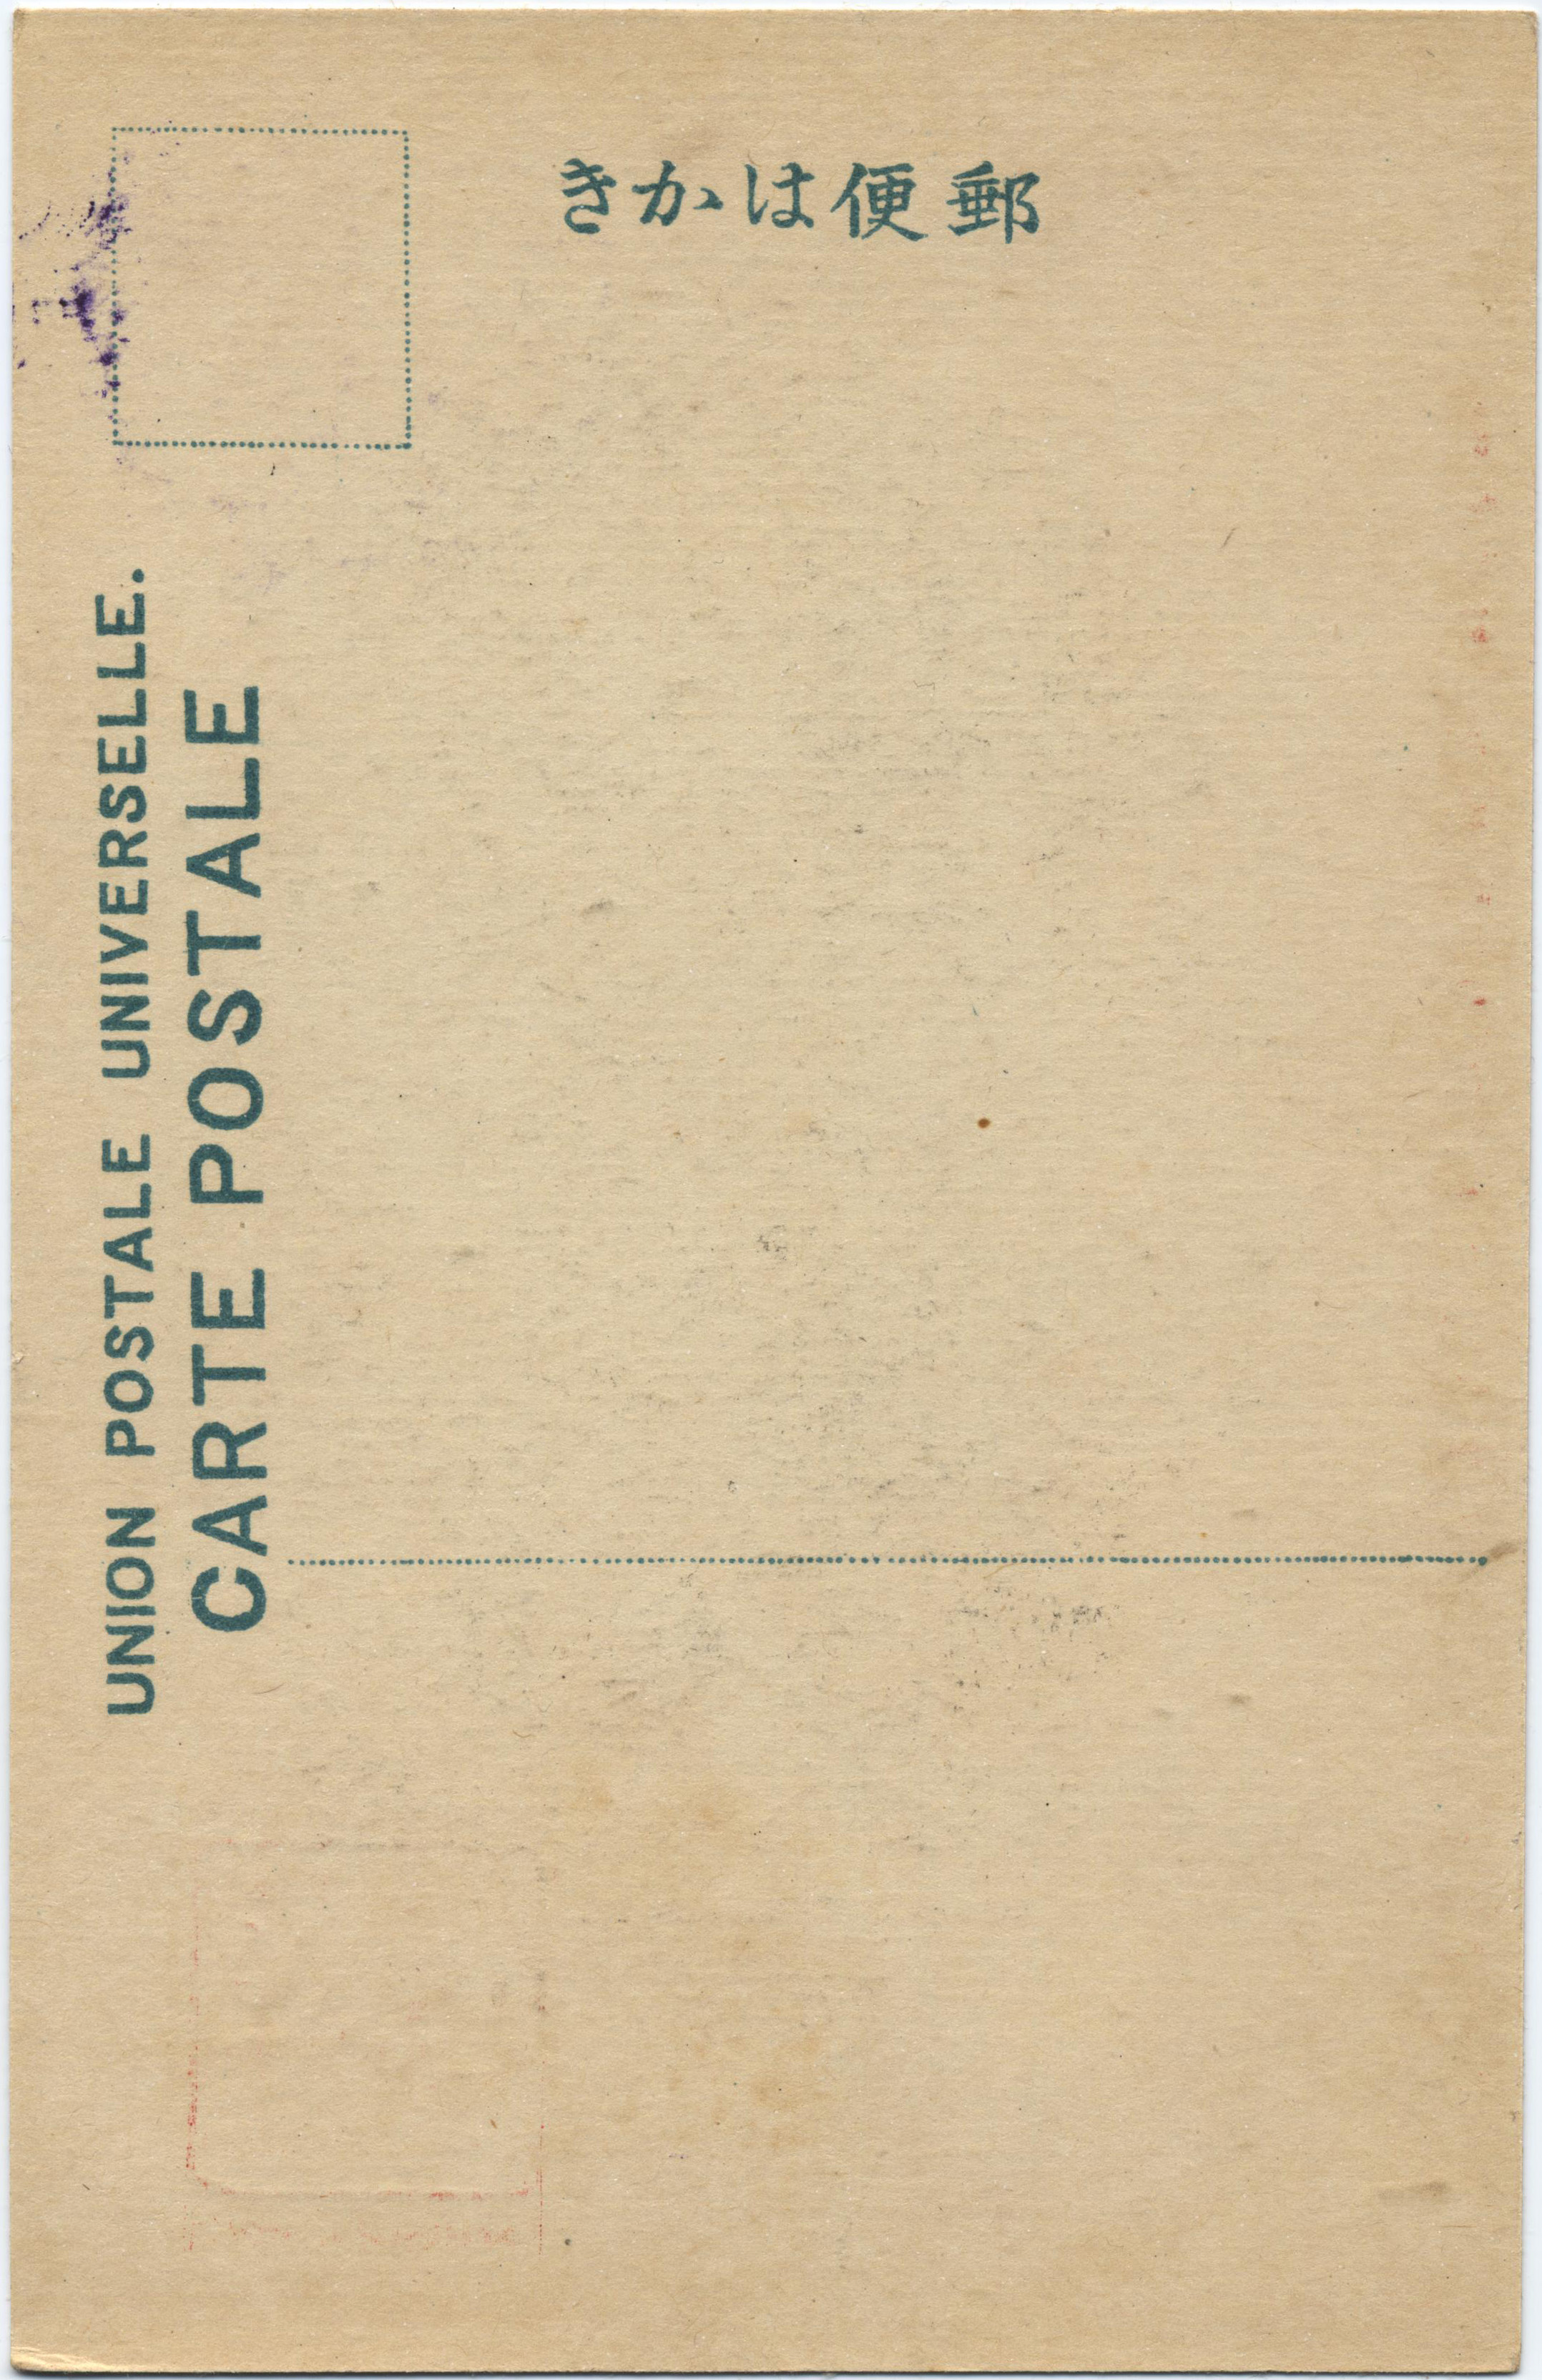 郵便はかき
UNION POSTALE UNIVERSELLE.
CARTE POSTALE